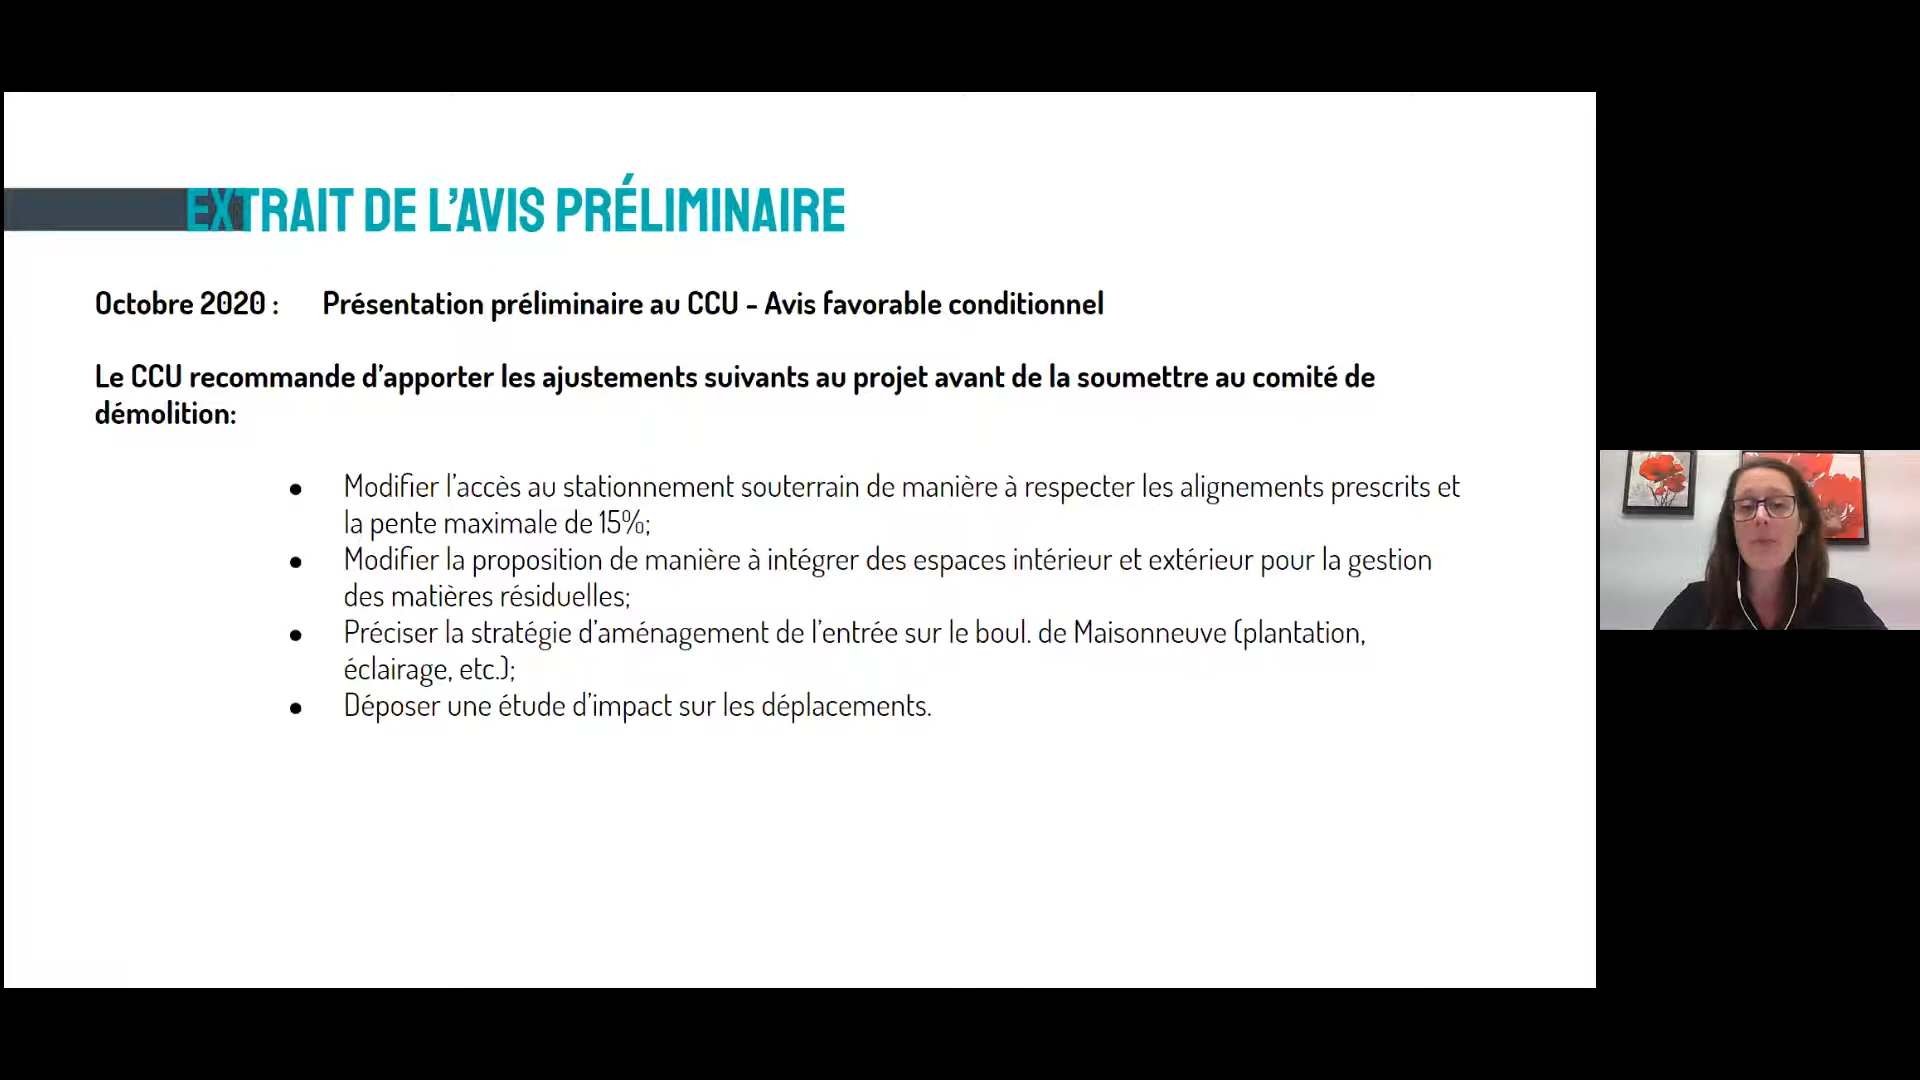 EXTRAIT DE L'AVIS PRÉLIMINAIRE
Octobre 2020 : Présentation préliminaire au CCU - Avis favorable conditionnel
Le CCU recommande d'apporter les ajustements suivants au projet avant de la soumettre au comité de
démolition:
● Modifier l'accès au stationnement souterrain de manière à respecter les alignements prescrits et
la pente maximale de 15%;
● Modifier la proposition de manière à intégrer des espaces intérieur et extérieur pour la gestion
des matières résiduelles;
● Préciser la stratégie d'aménagement de l'entrée sur le boul. de Maisonneuve (plantation,
éclairage, etc.);
● Déposer une étude d'impact sur les déplacements.